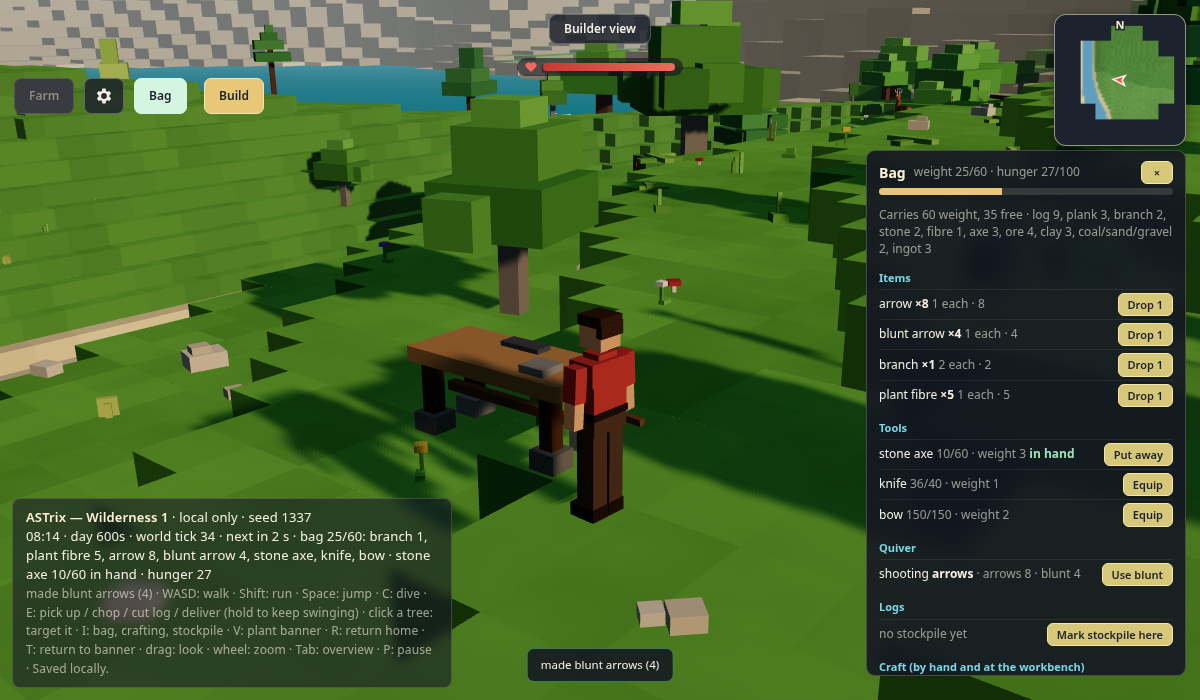 Builder view
N
Farm
Bag
Build
Bag weight 25/60 · hunger 27/100 ×
Carries 60 weight, 35 free · log 9, plank 3, branch 2,
stone 2, fibre 1, axe 3, ore 4, clay 3, coal/sand/gravel
2, ingot 3
Items
arrow ×8 1 each · 8 Drop 1
blunt arrow ×4 1 each · 4 Drop 1
branch ×1 2 each · 2 Drop 1
plant fibre ×5 1 each · 5 Drop 1
Tools
stone axe 10/60 · weight 3 in hand Put away
knife 36/40 · weight 1 Equip
bow 150/150 · weight 2 Equip
Quiver
shooting arrows · arrows 8 · blunt 4 Use blunt
Logs
no stockpile yet Mark stockpile here
Craft (by hand and at the workbench)
ASTrix — Wilderness 1 · local only · seed 1337
08:14 · day 600s · world tick 34 · next in 2 s · bag 25/60: branch 1,
plant fibre 5, arrow 8, blunt arrow 4, stone axe, knife, bow · stone
axe 10/60 in hand · hunger 27
made blunt arrows (4) · WASD: walk · Shift: run · Space: jump · C: dive ·
E: pick up / chop / cut log / deliver (hold to keep swinging) · click a tree:
target it · I: bag, crafting, stockpile · V: plant banner · R: return home ·
T: return to banner · drag: look · wheel: zoom · Tab: overview · P: pause
· Saved locally.
made blunt arrows (4)